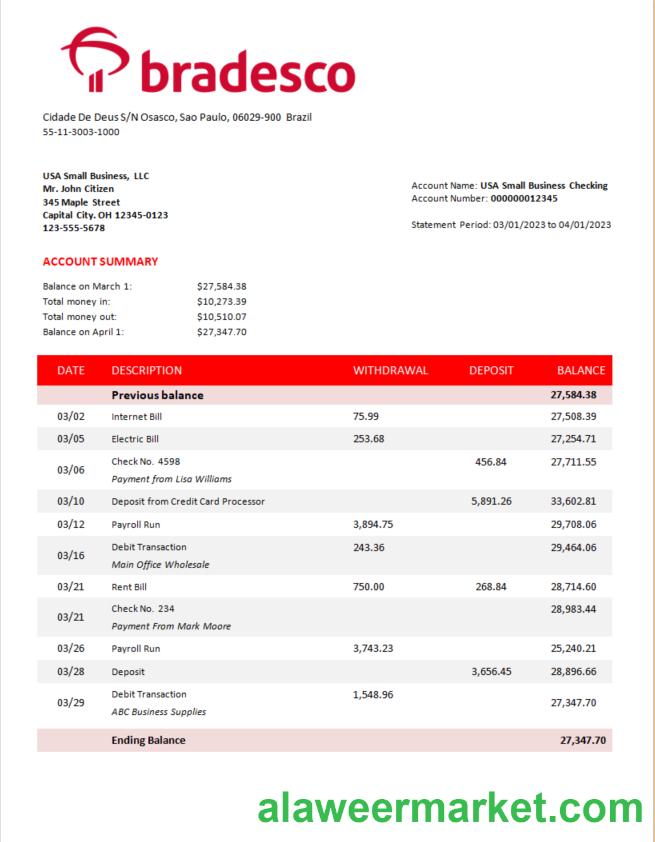 bradesco
Cidade De Deus S/N Osasco, Sao Paulo, 06029-900 Brazil
55-11-3003-1000
USA Small Business, LLC
Mr. John Citizen
345 Maple Street
Capital City. OH 12345-0123
123-555-5678
Account Name: USA Small Business Checking
Account Number: 000000012345
Statement Period: 03/01/2023 to 04/01/2023
ACCOUNT SUMMARY
Balance on March 1: $27,584.38
Total money in: $10,273.39
Total money out: $10,510.07
Balance on April 1: $27,347.70
DATE DESCRIPTION WITHDRAWAL DEPOSIT BALANCE
Previous balance 27,584.38
03/02 Internet Bill 75.99 27,508.39
03/05 Electric Bill 253.68 27,254.71
03/06 Check No. 4598 456.84 27,711.55
Payment from Lisa Williams
03/10 Deposit from Credit Card Processor 5,891.26 33,602.81
03/12 Payroll Run 3,894.75 29,708.06
03/16 Debit Transaction 243.36 29,464.06
Main Office Wholesale
03/21 Rent Bill 750.00 268.84 28,714.60
03/21 Check No. 234 28,983.44
Payment From Mark Moore
03/26 Payroll Run 3,743.23 25,240.21
03/28 Deposit 3,656.45 28,896.66
03/29 Debit Transaction 1,548.96 27,347.70
ABC Business Supplies
Ending Balance 27,347.70
alaweermarket.com